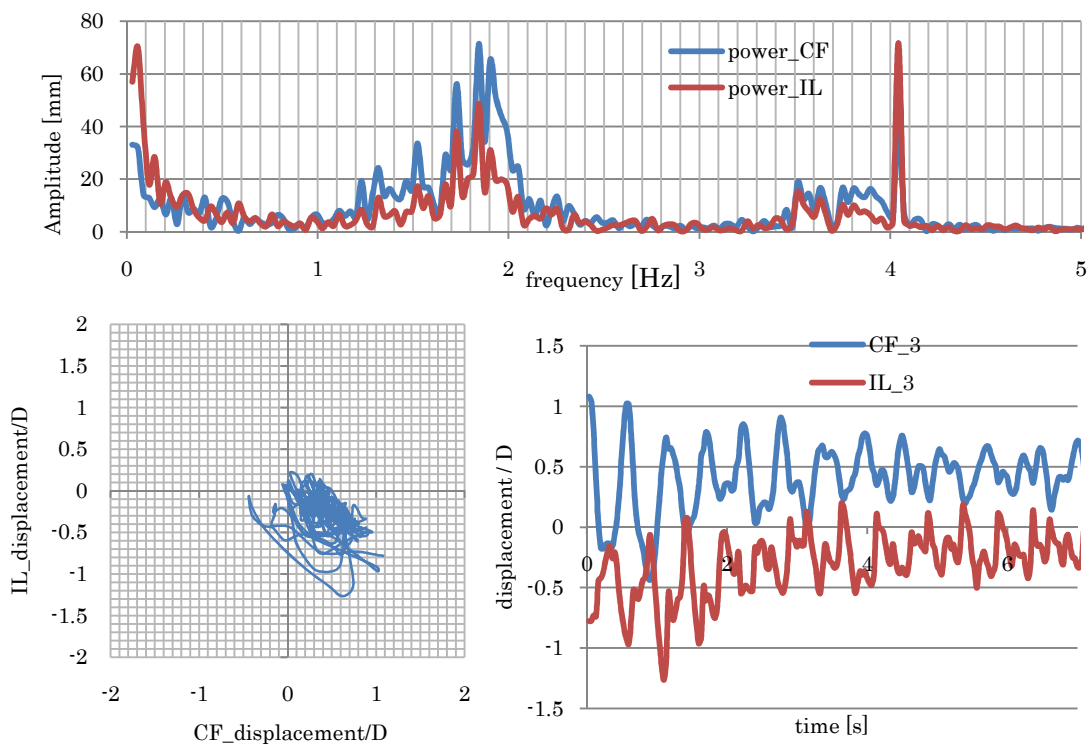 80
60
40
20
0
Amplitude [mm]
power_CF
power_IL
0 1 2 3 4 5
frequency [Hz]
2
1.5
1
0.5
0
-0.5
-1
-1.5
-2
IL_displacement/D
-2 -1 0 1 2
CF_displacement/D
1.5
1
0.5
0
-0.5
-1
-1.5
displacement / D
CF_3
IL_3
0 2 4 6
time [s]